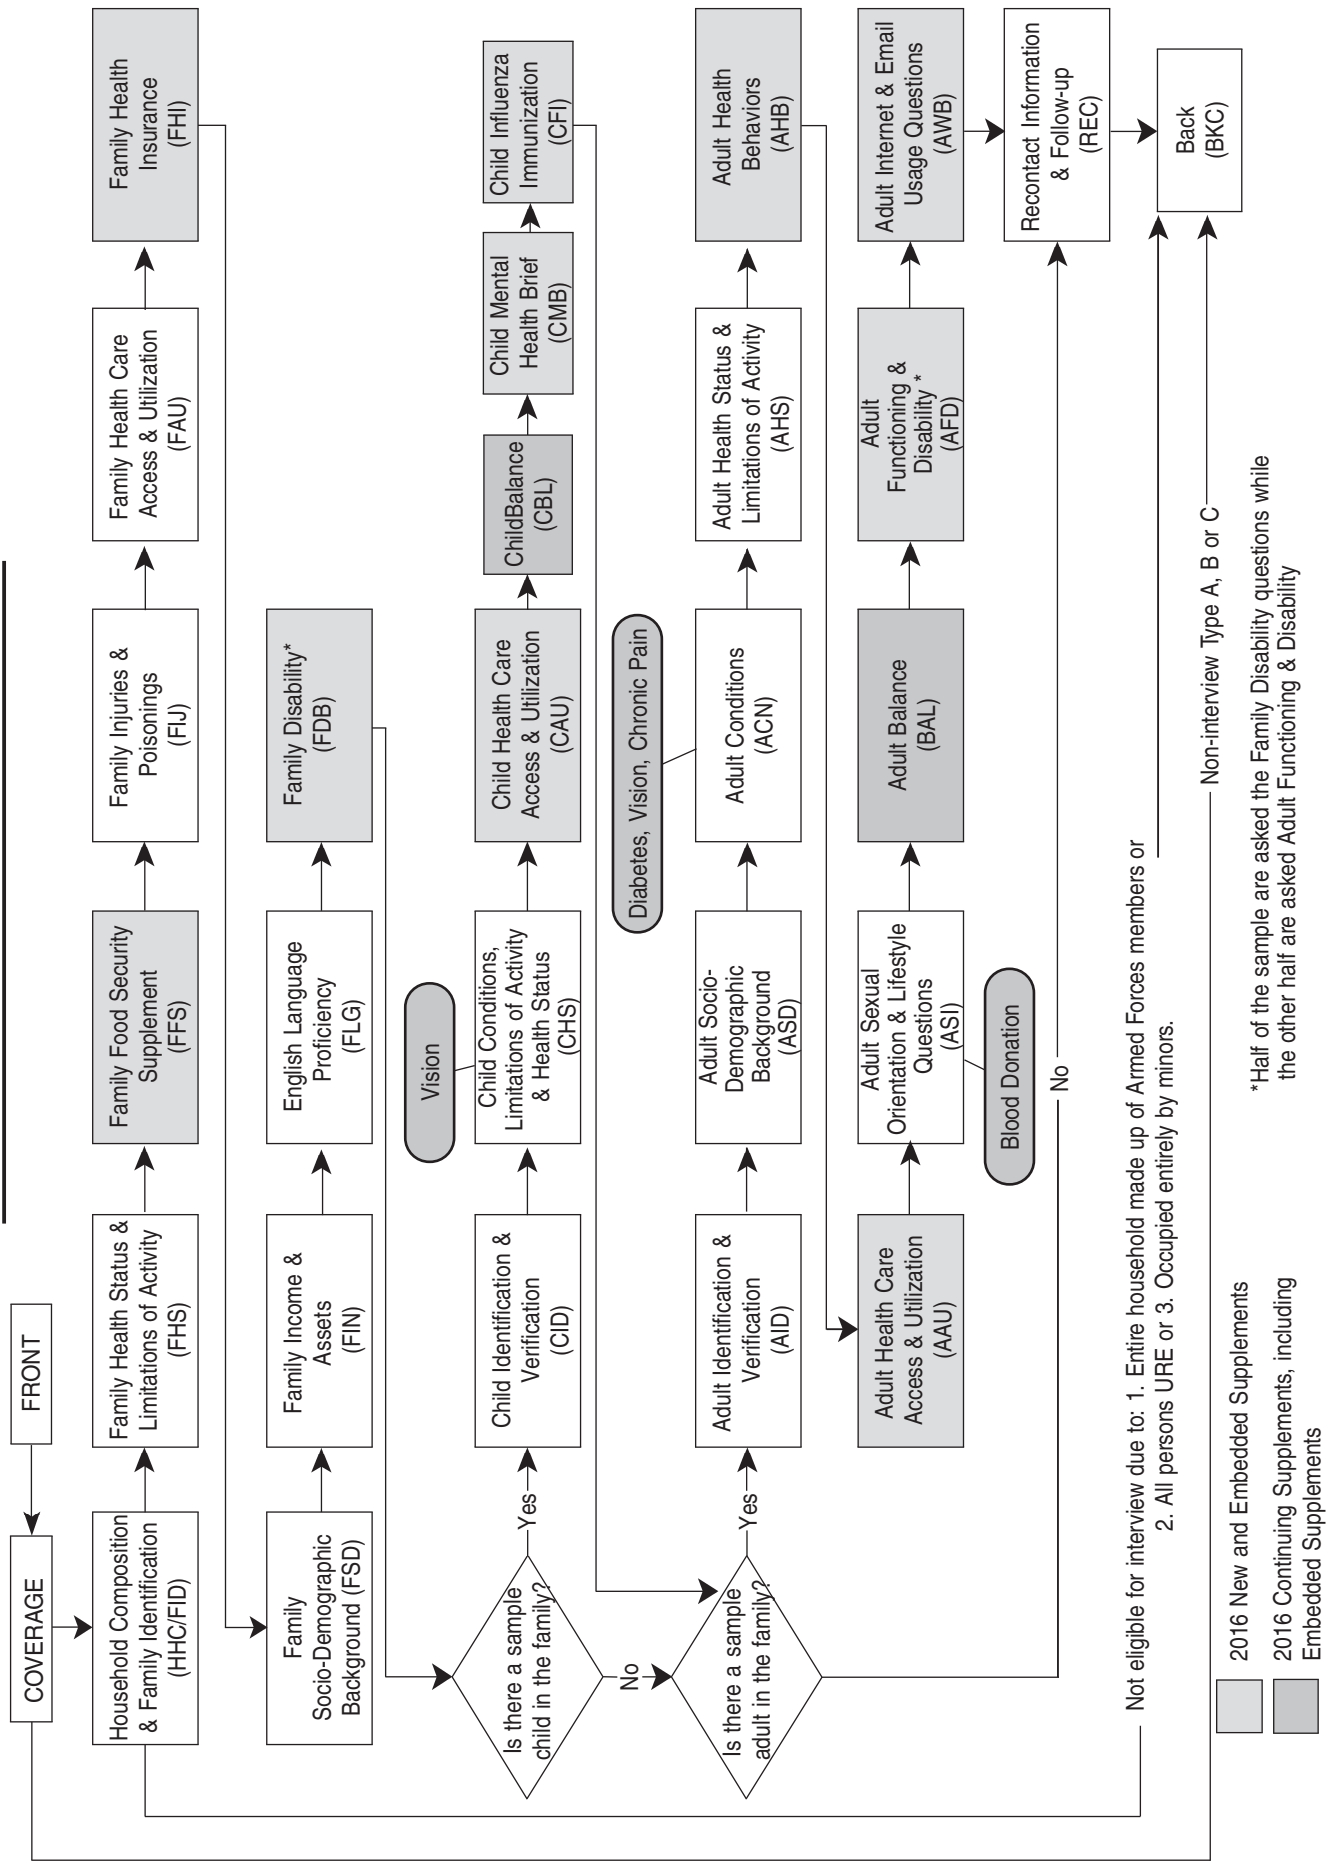 FRONT
COVERAGE
Household Composition
& Family Identification
(HHC/FID)
Family Health Status &
Limitations of Activity
(FHS)
Family Food Security
Supplement
(FFS)
Family Injuries &
Poisonings
(FIJ)
Family Health Care
Access & Utilization
(FAU)
Family Health
Insurance
(FHI)
Family
Socio-Demographic
Background (FSD)
Family Income &
Assets
(FIN)
English Language
Proficiency
(FLG)
Family Disability*
(FDB)
Is there a sample
child in the family?
Yes
No
Child Identification &
Verification
(CID)
Vision
Child Conditions,
Limitations of Activity
& Health Status
(CHS)
Child Health Care
Access & Utilization
(CAU)
ChildBalance
(CBL)
Child Mental
Health Brief
(CMB)
Child Influenza
Immunization
(CFI)
Is there a sample
adult in the family?
Yes
No
Adult Identification &
Verification
(AID)
Adult Socio-
Demographic
Background
(ASD)
Diabetes, Vision, Chronic Pain
Adult Conditions
(ACN)
Adult Health Status &
Limitations of Activity
(AHS)
Adult Health
Behaviors
(AHB)
Adult Health Care
Access & Utilization
(AAU)
Adult Sexual
Orientation & Lifestyle
Questions
(ASI)
Blood Donation
Adult Balance
(BAL)
Adult
Functioning &
Disability *
(AFD)
Adult Internet & Email
Usage Questions
(AWB)
Recontact Information
& Follow-up
(REC)
Back
(BKC)
Not eligible for interview due to: 1. Entire household made up of Armed Forces members or
2. All persons URE or 3. Occupied entirely by minors.
Non-interview Type A, B or C
2016 New and Embedded Supplements
2016 Continuing Supplements, including
Embedded Supplements
*Half of the sample are asked the Family Disability questions while
the other half are asked Adult Functioning & Disability